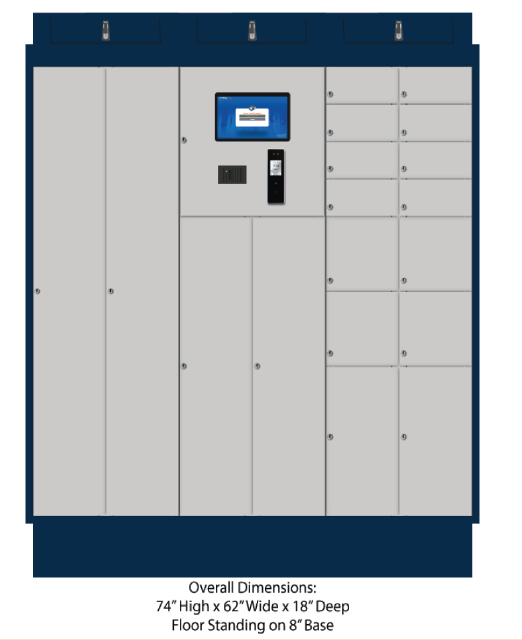 Overall Dimensions:
74” High x 62” Wide x 18” Deep
Floor Standing on 8” Base